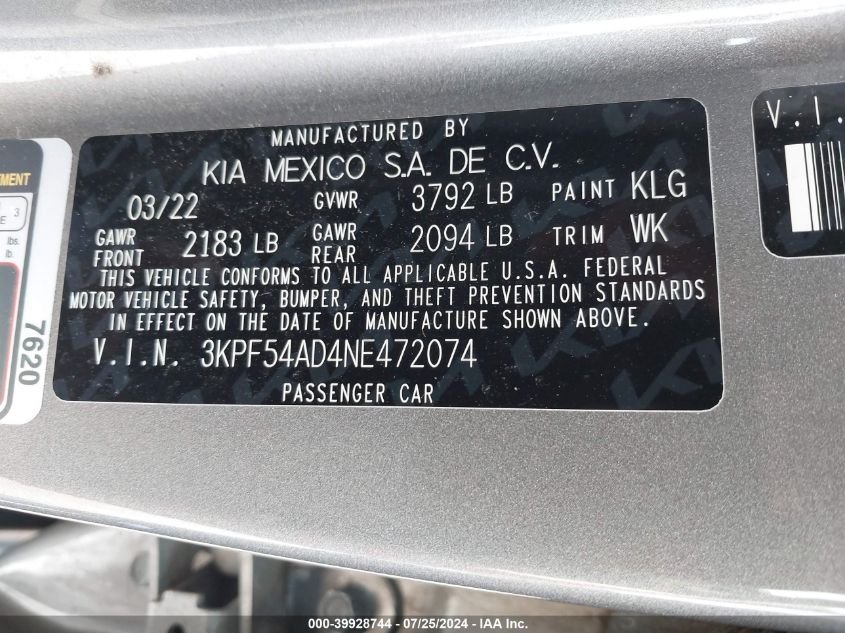 MANUFACTURED BY
KIA MEXICO S.A. DE C.V.
03/22 GVWR 3792 LB PAINT KLG
GAWR FRONT 2183 LB GAWR REAR 2094 LB TRIM WK
THIS VEHICLE CONFORMS TO ALL APPLICABLE U.S.A. FEDERAL
MOTOR VEHICLE SAFETY, BUMPER, AND THEFT PREVENTION STANDARDS
IN EFFECT ON THE DATE OF MANUFACTURE SHOWN ABOVE.
V.I.N. 3KPF54AD4NE472074
PASSENGER CAR
3
lbs.
lb.
7620
V.I.
000-39928744 / 07/25/2024 - IAA Inc.